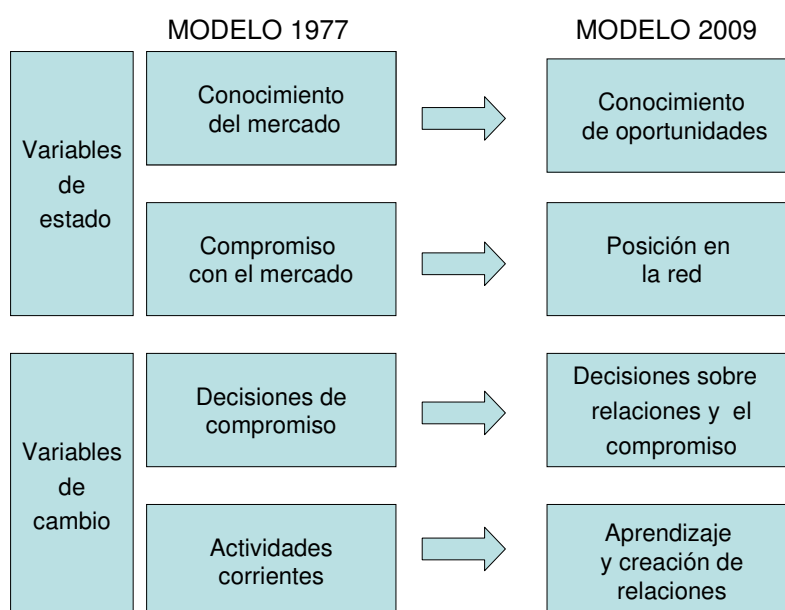 MODELO 1977
MODELO 2009
Variables
de
estado
Conocimiento
del mercado
Conocimiento
de oportunidades
Compromiso
con el mercado
Posición en
la red
Variables
de
cambio
Decisiones de
compromiso
Decisiones sobre
relaciones y el
compromiso
Actividades
corrientes
Aprendizaje
y creación de
relaciones